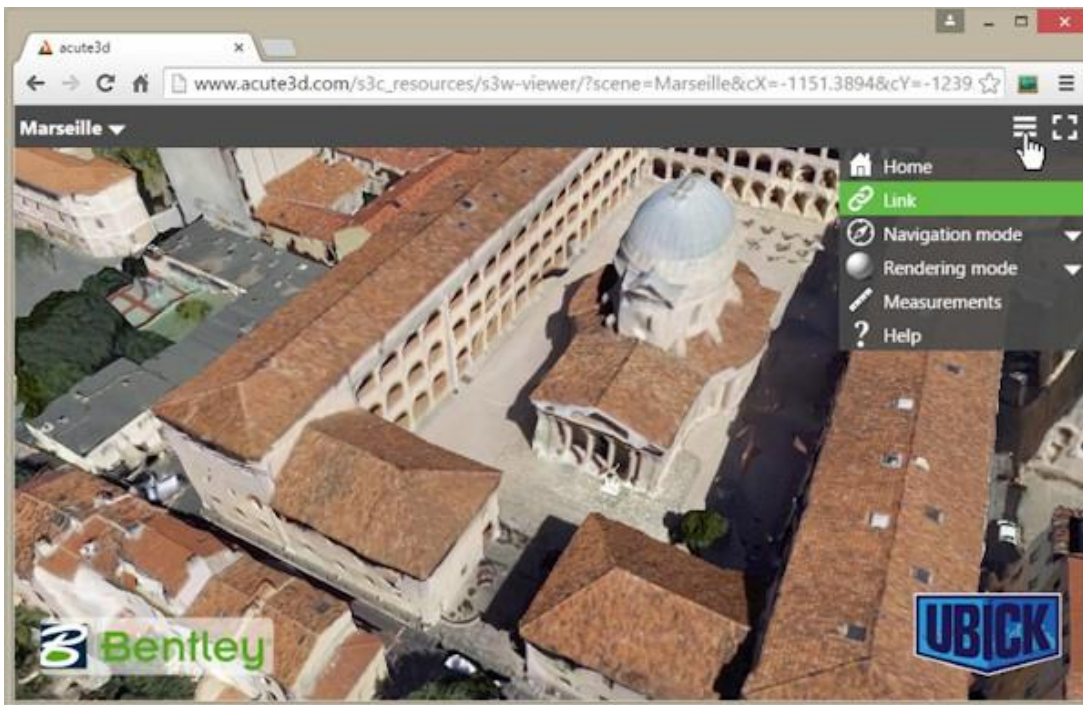 acute3d
www.acute3d.com/s3c_resources/s3w-viewer/?scene=Marseille&cX=-1151.3894&cY=-1239
Marseille
Home
Link
Navigation mode
Rendering mode
Measurements
? Help
B Bentley
UBICK